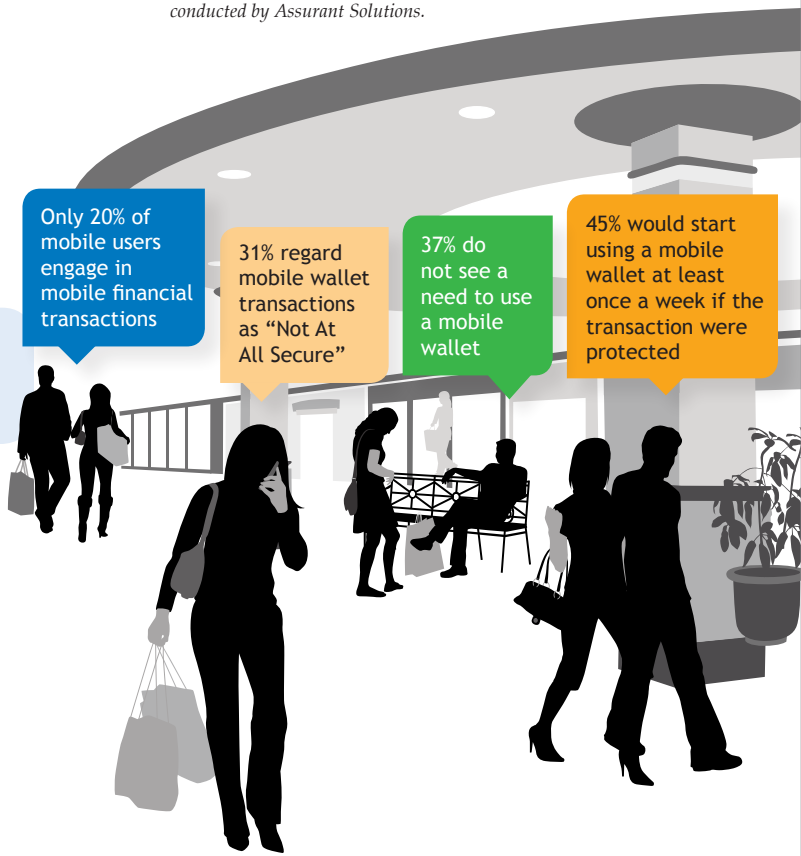 conducted by Assurant Solutions.
Only 20% of
mobile users
engage in
mobile financial
transactions
31% regard
mobile wallet
transactions
as “Not At
All Secure”
37% do
not see a
need to use
a mobile
wallet
45% would start
using a mobile
wallet at least
once a week if the
transaction were
protected